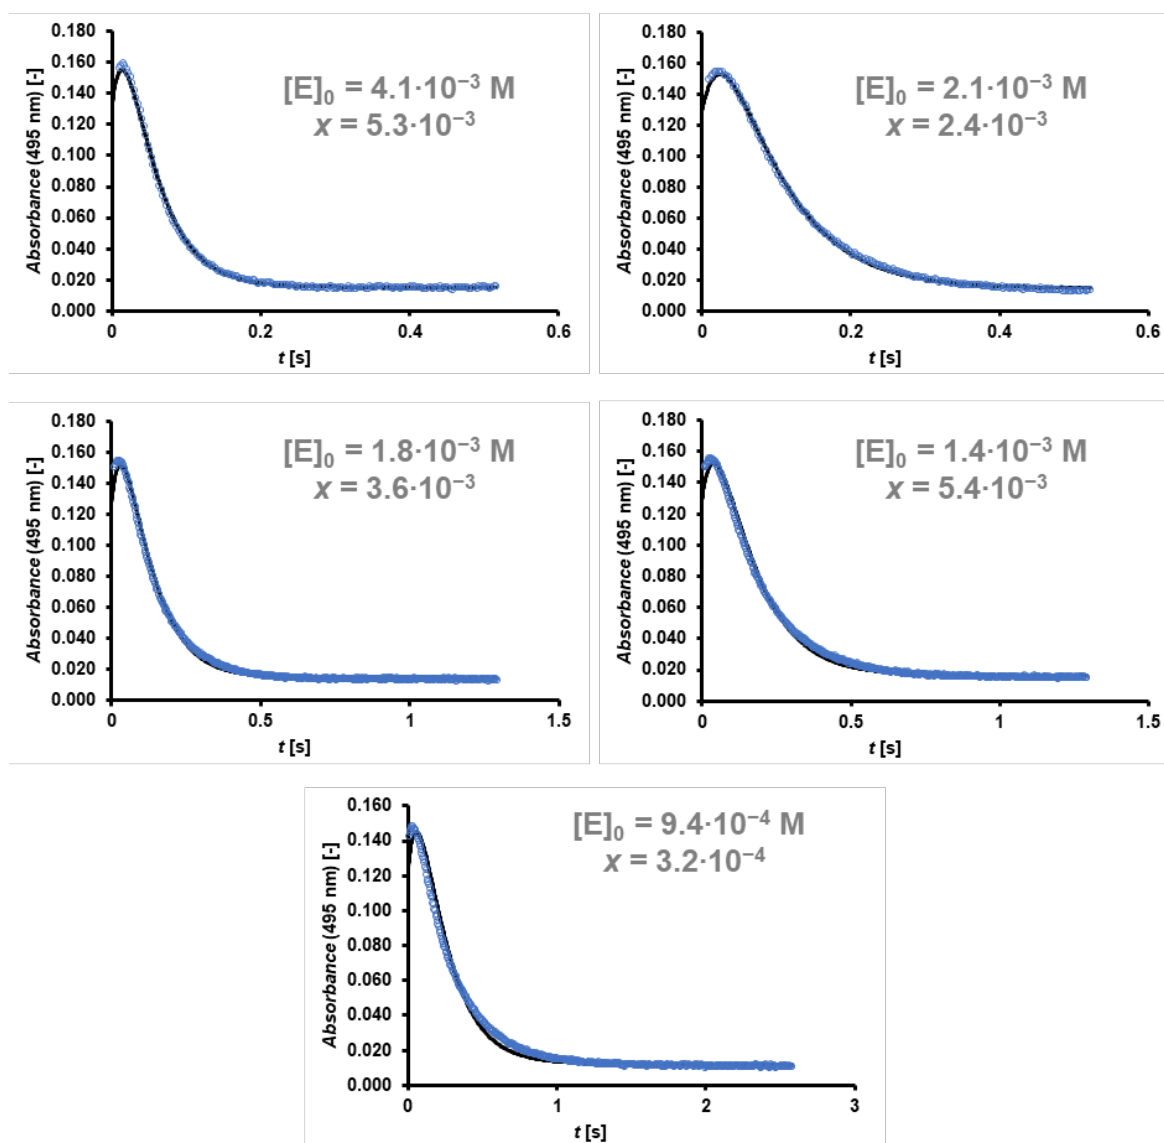 0.180
0.160
0.140
0.120
0.100
0.080
0.060
0.040
0.020
0.000
Absorbance (495 nm) [-]
[E]₀ = 4.1·10⁻³ M
x = 5.3·10⁻³
0 0.2 0.4 0.6
t [s]
0.180
0.160
0.140
0.120
0.100
0.080
0.060
0.040
0.020
0.000
Absorbance (495 nm) [-]
[E]₀ = 2.1·10⁻³ M
x = 2.4·10⁻³
0 0.2 0.4 0.6
t [s]
0.180
0.160
0.140
0.120
0.100
0.080
0.060
0.040
0.020
0.000
Absorbance (495 nm) [-]
[E]₀ = 1.8·10⁻³ M
x = 3.6·10⁻³
0 0.5 1 1.5
t [s]
0.180
0.160
0.140
0.120
0.100
0.080
0.060
0.040
0.020
0.000
Absorbance (495 nm) [-]
[E]₀ = 1.4·10⁻³ M
x = 5.4·10⁻³
0 0.5 1 1.5
t [s]
0.160
0.140
0.120
0.100
0.080
0.060
0.040
0.020
0.000
Absorbance (495 nm) [-]
[E]₀ = 9.4·10⁻⁴ M
x = 3.2·10⁻⁴
0 1 2 3
t [s]